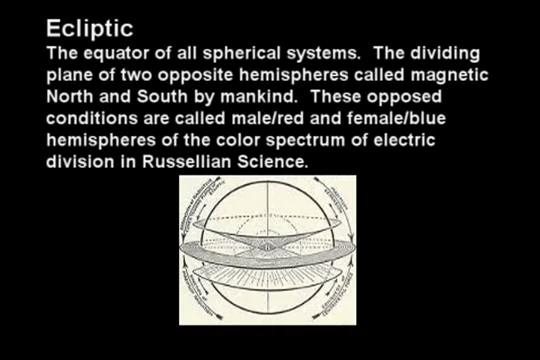 Ecliptic
The equator of all spherical systems.  The dividing
plane of two opposite hemispheres called magnetic
North and South by mankind.  These opposed
conditions are called male/red and female/blue
hemispheres of the color spectrum of electric
division in Russellian Science.